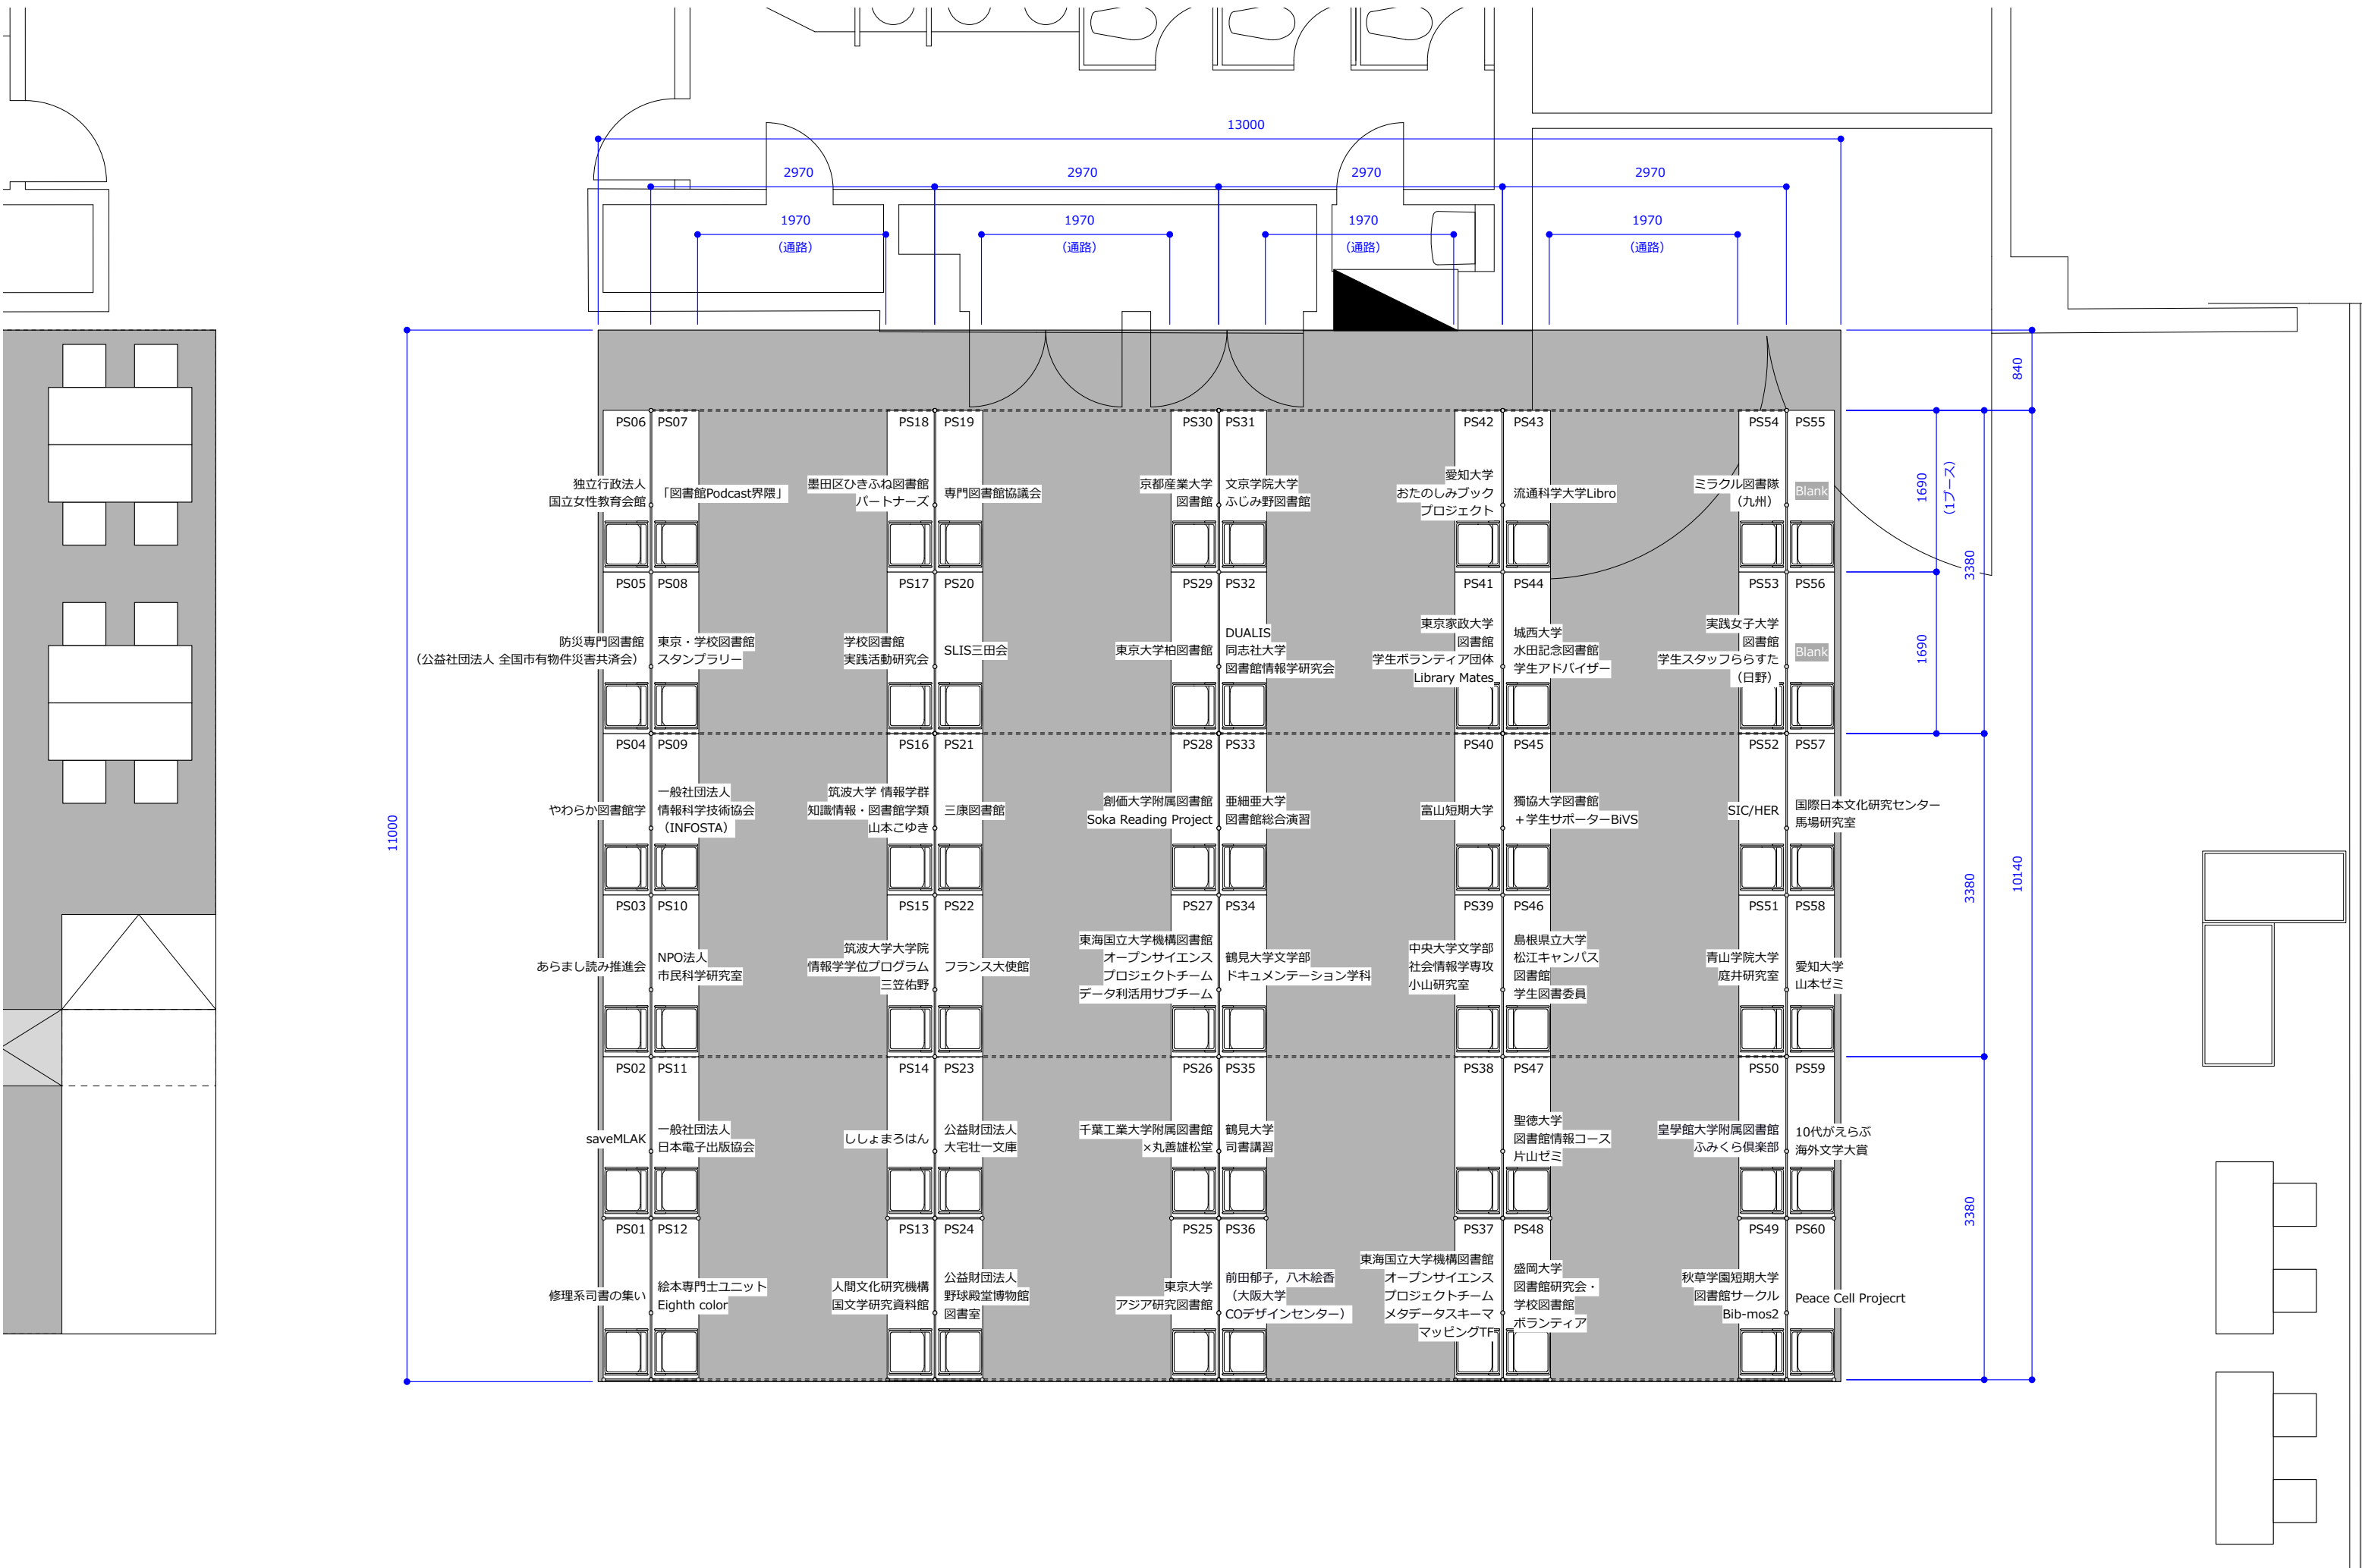 13000
2970
2970
2970
2970
1970
（通路）
1970
（通路）
1970
（通路）
1970
（通路）
11000
840
1690
（1ブース）
1690
3380
3380
3380
10140
PS06
独立行政法人
国立女性教育会館
PS07
「図書館Podcast界隈」
PS18
墨田区ひきふね図書館
パートナーズ
PS19
専門図書館協議会
PS30
京都産業大学
図書館
PS31
文京学院大学
ふじみ野図書館
PS42
愛知大学
おたのしみブック
プロジェクト
PS43
流通科学大学Libro
PS54
ミラクル図書隊
（九州）
PS55
Blank
PS05
防災専門図書館
（公益社団法人 全国市有物件災害共済会）
PS08
東京・学校図書館
スタンプラリー
PS17
学校図書館
実践活動研究会
PS20
SLIS三田会
PS29
東京大学柏図書館
PS32
DUALIS
同志社大学
図書館情報学研究会
PS41
東京家政大学
図書館
学生ボランティア団体
Library Mates
PS44
城西大学
水田記念図書館
学生アドバイザー
PS53
実践女子大学
図書館
学生スタッフららすた
（日野）
PS56
Blank
PS04
やわらか図書館学
PS09
一般社団法人
情報科学技術協会
（INFOSTA）
PS16
筑波大学 情報学群
知識情報・図書館学類
山本こゆき
PS21
三康図書館
PS28
創価大学附属図書館
Soka Reading Project
PS33
亜細亜大学
図書館総合演習
PS40
富山短期大学
PS45
獨協大学図書館
＋学生サポーターBiVS
PS52
SIC/HER
PS57
国際日本文化研究センター
馬場研究室
PS03
あらまし読み推進会
PS10
NPO法人
市民科学研究室
PS15
筑波大学大学院
情報学学位プログラム
三笠佑野
PS22
フランス大使館
PS27
東海国立大学機構図書館
オープンサイエンス
プロジェクトチーム
データ利活用サブチーム
PS34
鶴見大学文学部
ドキュメンテーション学科
PS39
中央大学文学部
社会情報学専攻
小山研究室
PS46
島根県立大学
松江キャンパス
図書館
学生図書委員
PS51
青山学院大学
庭井研究室
PS58
愛知大学
山本ゼミ
PS02
saveMLAK
PS11
一般社団法人
日本電子出版協会
PS14
ししょまろはん
PS23
公益財団法人
大宅壮一文庫
PS26
千葉工業大学附属図書館
×丸善雄松堂
PS35
鶴見大学
司書講習
PS38
PS47
聖徳大学
図書館情報コース
片山ゼミ
PS50
皇學館大学附属図書館
ふみくら倶楽部
PS59
10代がえらぶ
海外文学大賞
PS01
修理系司書の集い
PS12
絵本専門士ユニット
Eighth color
PS13
人間文化研究機構
国文学研究資料館
PS24
公益財団法人
野球殿堂博物館
図書室
PS25
東京大学
アジア研究図書館
PS36
前田郁子，八木絵香
（大阪大学
COデザインセンター）
PS37
東海国立大学機構図書館
オープンサイエンス
プロジェクトチーム
メタデータスキーマ
マッピングTF
PS48
盛岡大学
図書館研究会・
学校図書館
ボランティア
PS49
秋草学園短期大学
図書館サークル
Bib-mos2
PS60
Peace Cell Projecrt